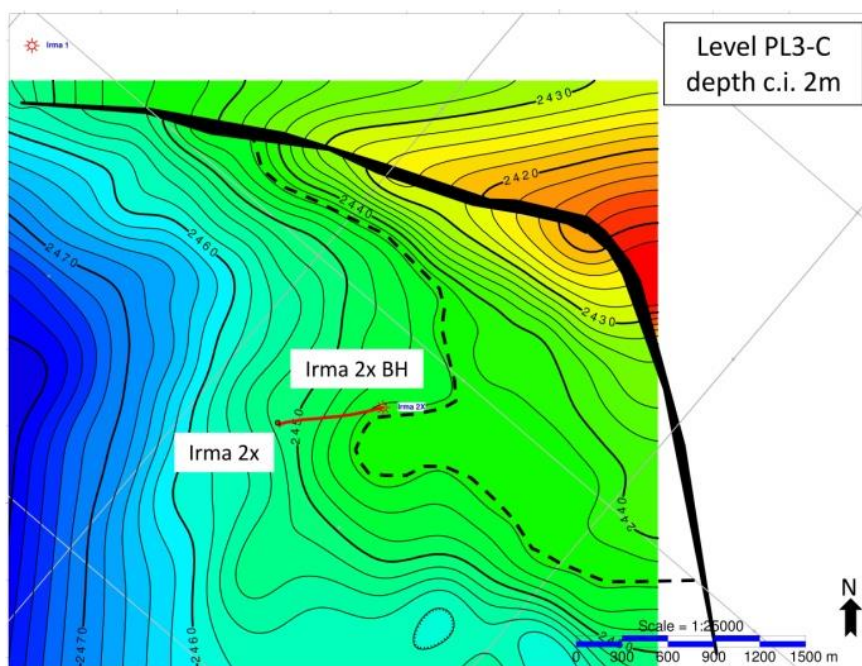 Irma 1
Level PL3-C
depth c.i. 2m
2430
2420
2440
2460
2470
2430
Irma 2x BH
Irma 2X
2450
Irma 2x
2440
N
2470
2460
Scale = 1:25000
0 300 600 900 1200 1500 m